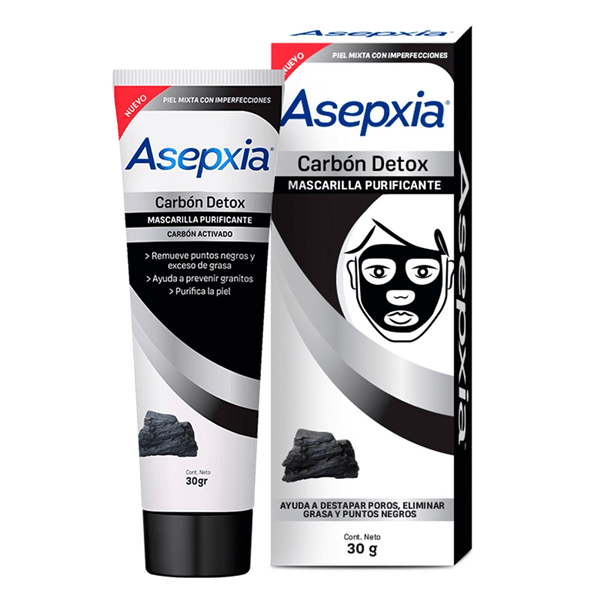 NUEVO
PIEL MIXTA CON IMPERFECCIONES
Asepxia®
Carbón Detox
MASCARILLA PURIFICANTE
CARBÓN ACTIVADO
> Remueve puntos negros y
exceso de grasa
> Ayuda a prevenir granitos
> Purifica la piel
Cont. Neto
30gr
Asepxia
NUEVO
PIEL MIXTA CON IMPERFECCIONES
Asepxia®
Carbón Detox
MASCARILLA PURIFICANTE
AYUDA A DESTAPAR POROS, ELIMINAR
GRASA Y PUNTOS NEGROS
Cont. Neto
30 g
Asepxia